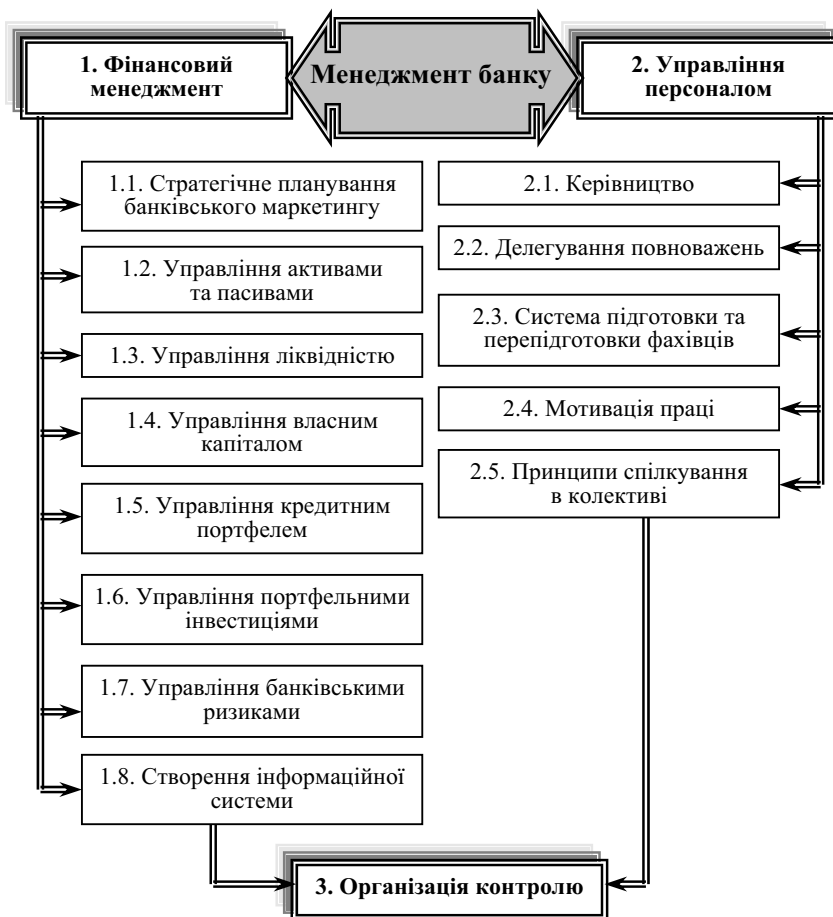 1. Фінансовий
менеджмент
Менеджмент банку
2. Управління
персоналом
1.1. Стратегічне планування
банківського маркетингу
1.2. Управління активами
та пасивами
1.3. Управління ліквідністю
1.4. Управління власним
капіталом
1.5. Управління кредитним
портфелем
1.6. Управління портфельними
інвестиціями
1.7. Управління банківськими
ризиками
1.8. Створення інформаційної
системи
2.1. Керівництво
2.2. Делегування повноважень
2.3. Система підготовки та
перепідготовки фахівців
2.4. Мотивація праці
2.5. Принципи спілкування
в колективі
3. Організація контролю